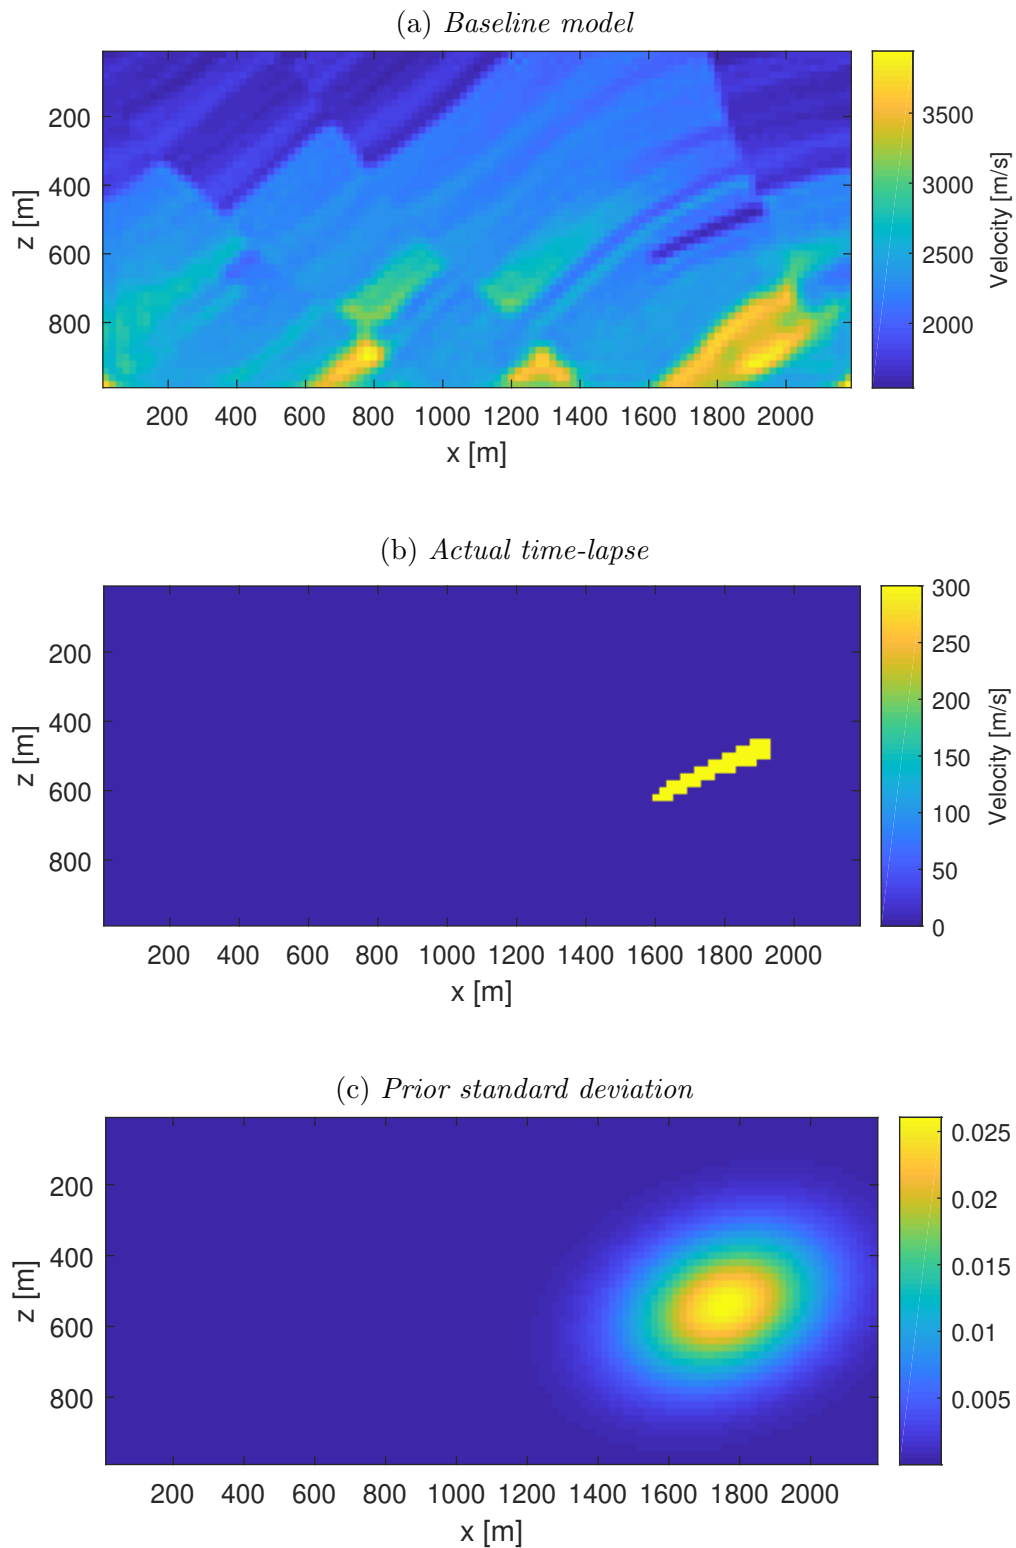 (a) Baseline model
200
400
600
800
z [m]
200 400 600 800 1000 1200 1400 1600 1800 2000
x [m]
3500
3000
2500
2000
Velocity [m/s]
(b) Actual time-lapse
200
400
600
800
z [m]
200 400 600 800 1000 1200 1400 1600 1800 2000
x [m]
300
250
200
150
100
50
0
Velocity [m/s]
(c) Prior standard deviation
200
400
600
800
z [m]
200 400 600 800 1000 1200 1400 1600 1800 2000
x [m]
0.025
0.02
0.015
0.01
0.005